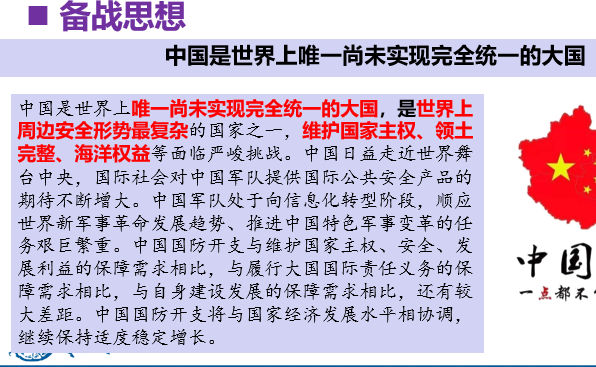 备战思想
中国是世界上唯一尚未实现完全统一的大国
中国是世界上唯一尚未实现完全统一的大国，是世界上
周边安全形势最复杂的国家之一，维护国家主权、领土
完整、海洋权益等面临严峻挑战。中国日益走近世界舞
台中央，国际社会对中国军队提供国际公共安全产品的
期待不断增大。中国军队处于向信息化转型阶段，顺应
世界新军事革命发展趋势、推进中国特色军事变革的任
务艰巨繁重。中国国防开支与维护国家主权、安全、发
展利益的保障需求相比，与履行大国国际责任义务的保
障需求相比，与自身建设发展的保障需求相比，还有较
大差距。中国国防开支将与国家经济发展水平相协调，
继续保持适度稳定增长。
中国
一点都不